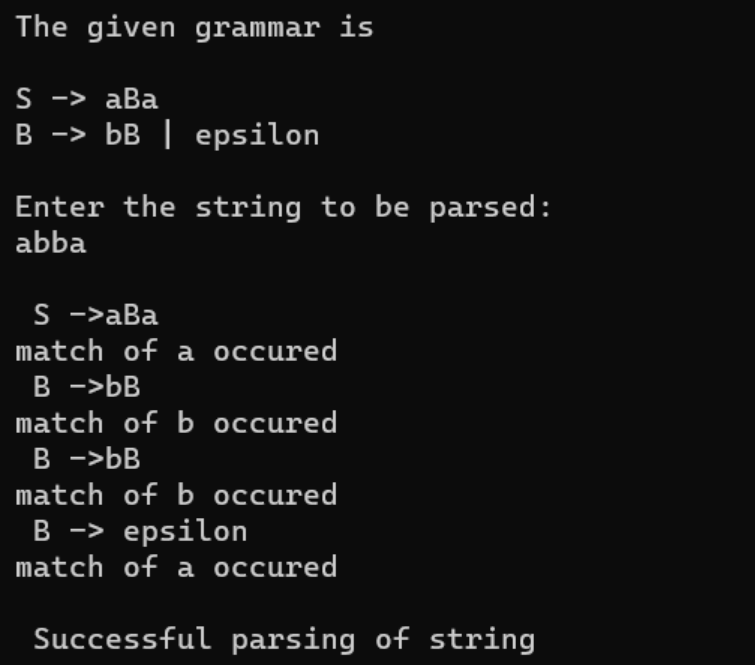 The given grammar is
S -> aBa
B -> bB | epsilon
Enter the string to be parsed:
abba
S ->aBa
match of a occured
B ->bB
match of b occured
B ->bB
match of b occured
B -> epsilon
match of a occured
Successful parsing of string